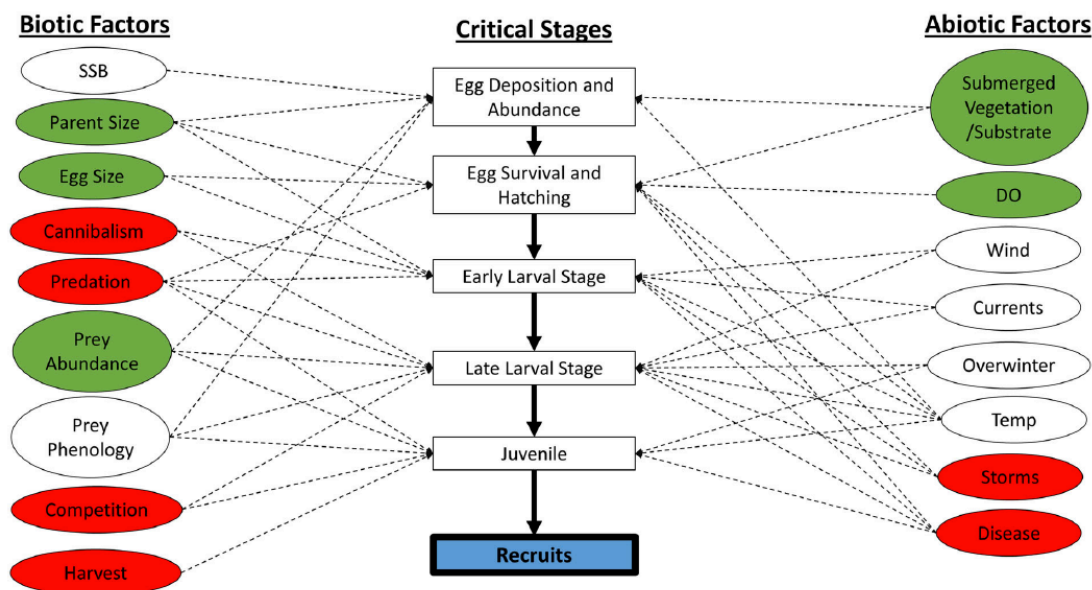 Biotic Factors
SSB
Parent Size
Egg Size
Cannibalism
Predation
Prey
Abundance
Prey
Phenology
Competition
Harvest
Critical Stages
Egg Deposition and
Abundance
Egg Survival and
Hatching
Early Larval Stage
Late Larval Stage
Juvenile
Recruits
Abiotic Factors
Submerged
Vegetation
/Substrate
DO
Wind
Currents
Overwinter
Temp
Storms
Disease